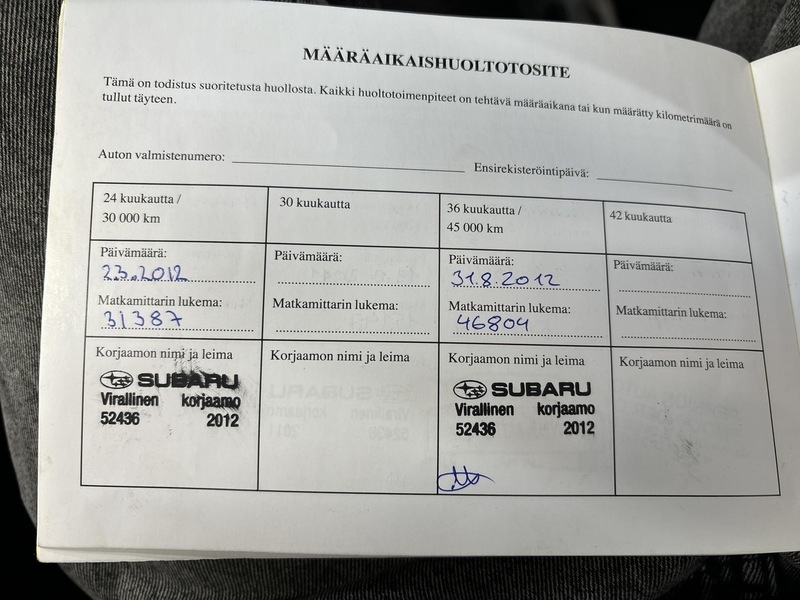 MÄÄRÄAIKAISHUOLTOTOSITE
Tämä on todistus suoritetusta huollosta. Kaikki huoltotoimenpiteet on tehtävä määräaikana tai kun määrätty kilometrimäärä on
tullut täyteen.
Auton valmistenumero:
Ensirekisteröintipäivä:
24 kuukautta /
30 000 km
30 kuukautta
36 kuukautta /
45 000 km
42 kuukautta
Päivämäärä:
2.3.2012
Päivämäärä:
Päivämäärä:
31.8.2012
Päivämäärä:
Matkamittarin lukema:
31387
Matkamittarin lukema:
Matkamittarin lukema:
46804
Matkamittarin lukema:
Korjaamon nimi ja leima
SUBARU
Virallinen korjaamo
52436 2012
Korjaamon nimi ja leima
Korjaamon nimi ja leima
SUBARU
Virallinen korjaamo
52436 2012
Korjaamon nimi ja leima